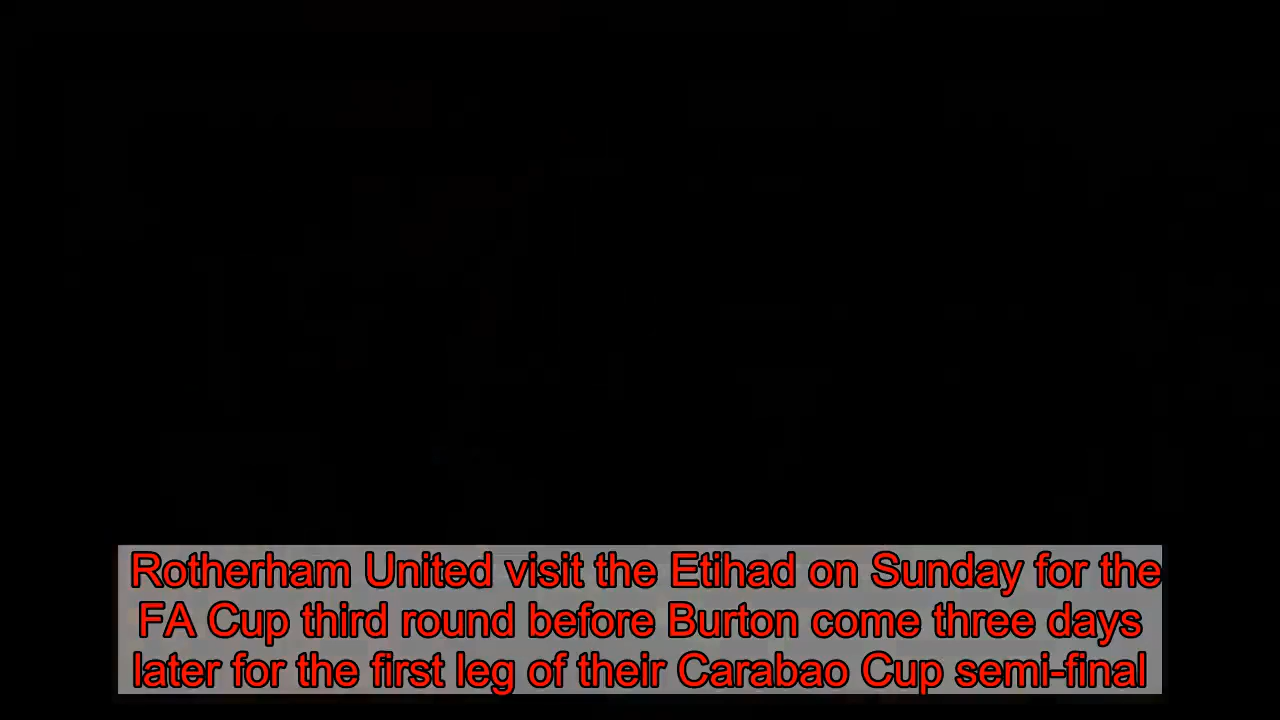 Rotherham United visit the Etihad on Sunday for the
FA Cup third round before Burton come three days
later for the first leg of their Carabao Cup semi-final